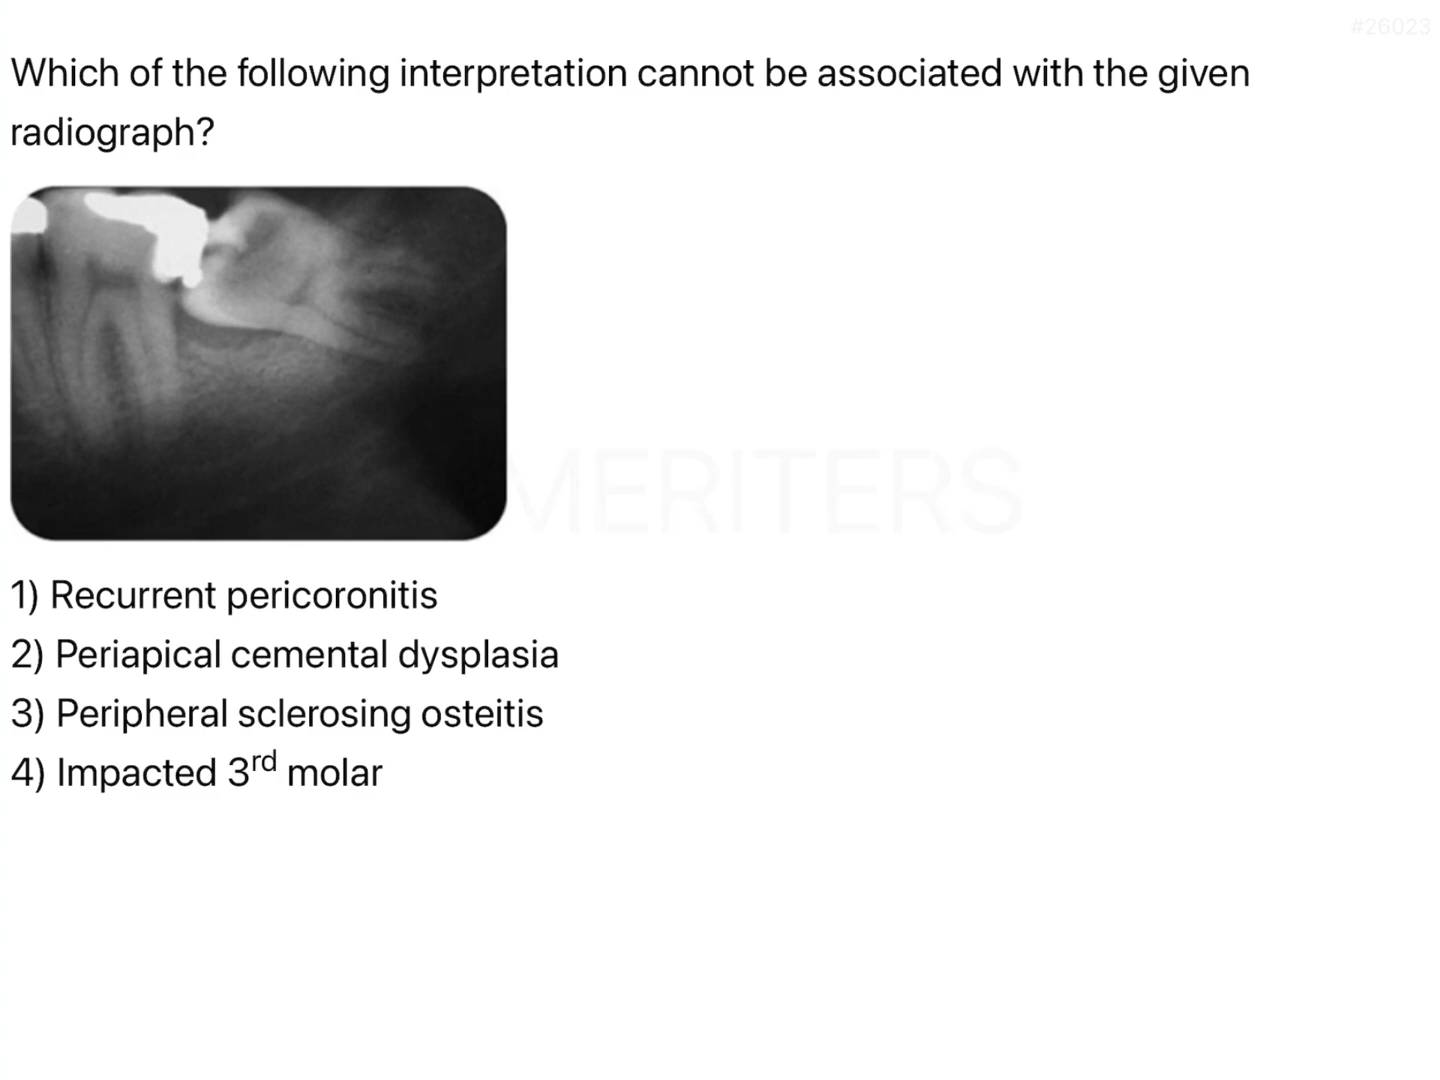 #26023
Which of the following interpretation cannot be associated with the given
radiograph?
MERITERS
1) Recurrent pericoronitis
2) Periapical cemental dysplasia
3) Peripheral sclerosing osteitis
4) Impacted 3rd molar